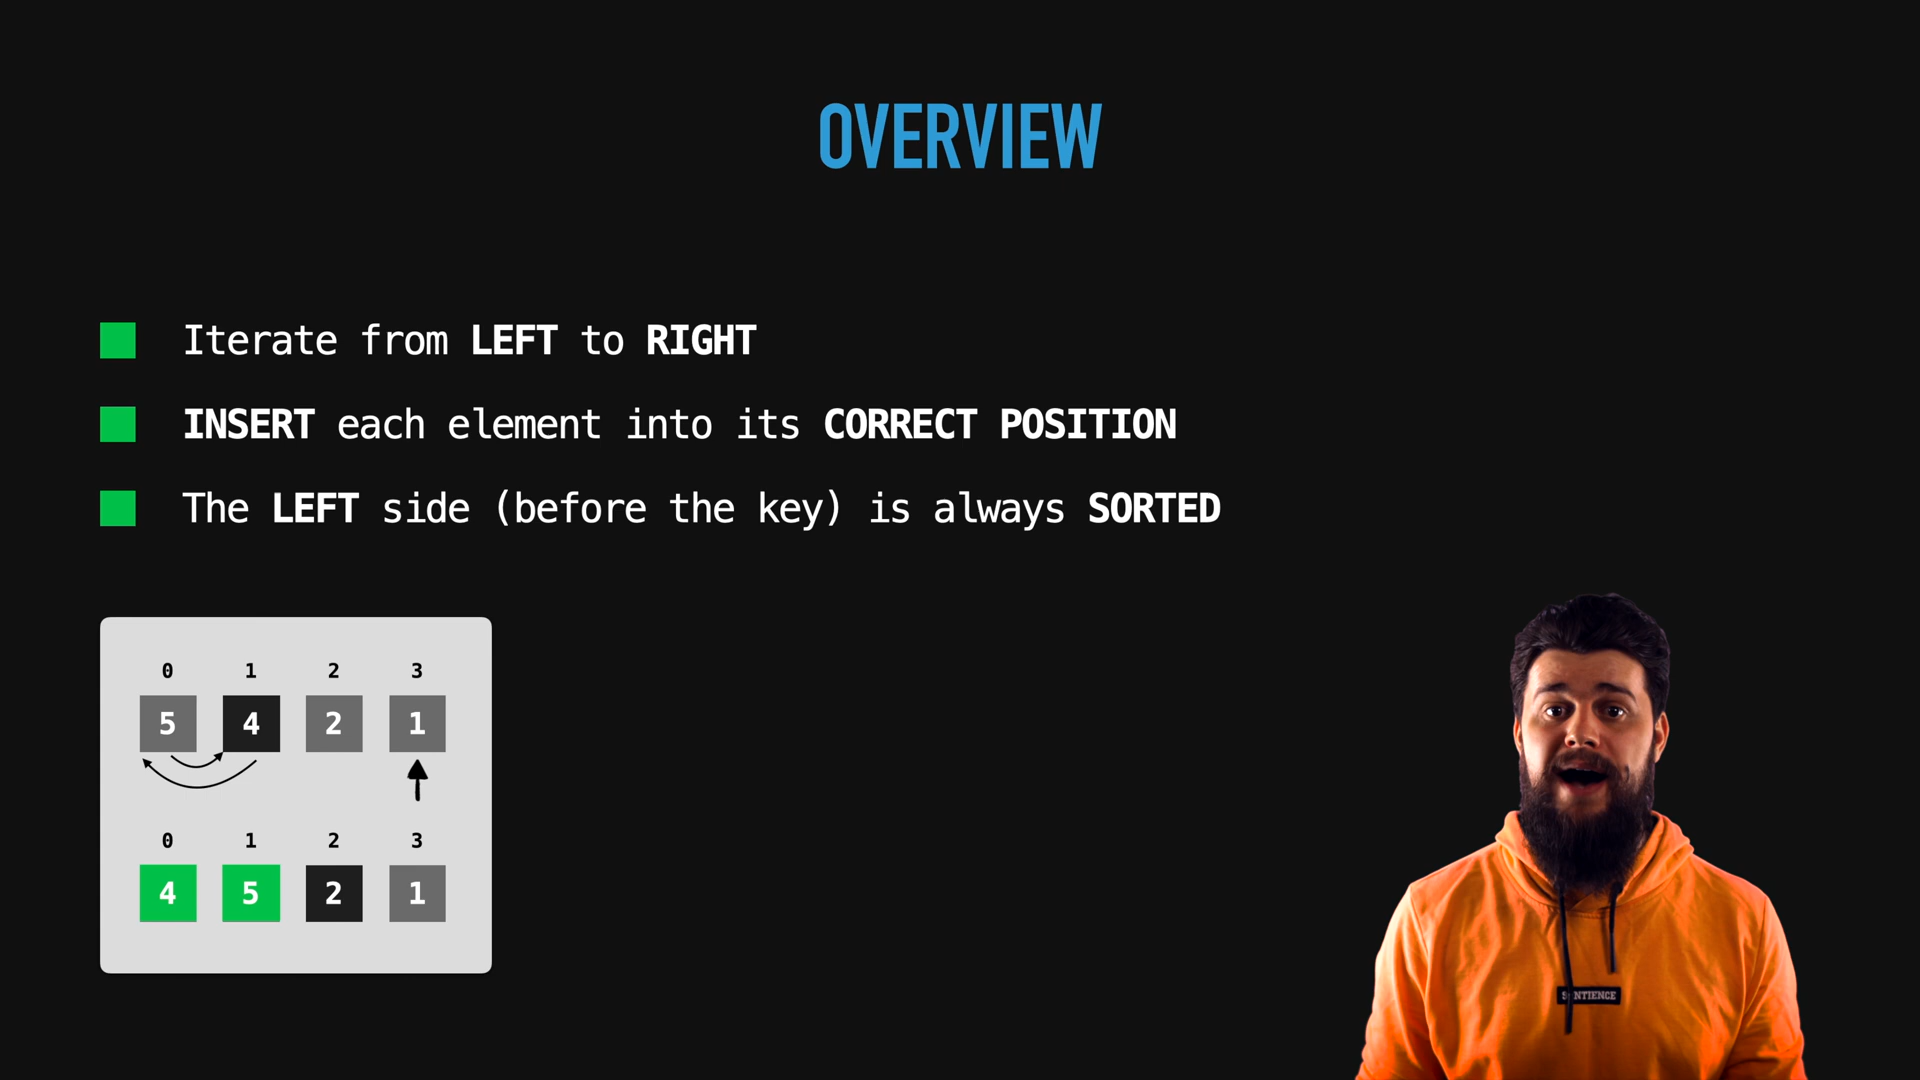 OVERVIEW
Iterate from LEFT to RIGHT
INSERT each element into its CORRECT POSITION
The LEFT side (before the key) is always SORTED
0 1 2 3
5 4 2 1
0 1 2 3
4 5 2 1